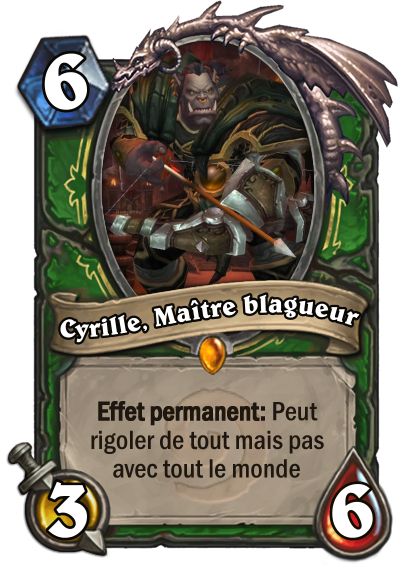 6
Cyrille, Maître blagueur
Effet permanent: Peut
rigoler de tout mais pas
avec tout le monde
3
6